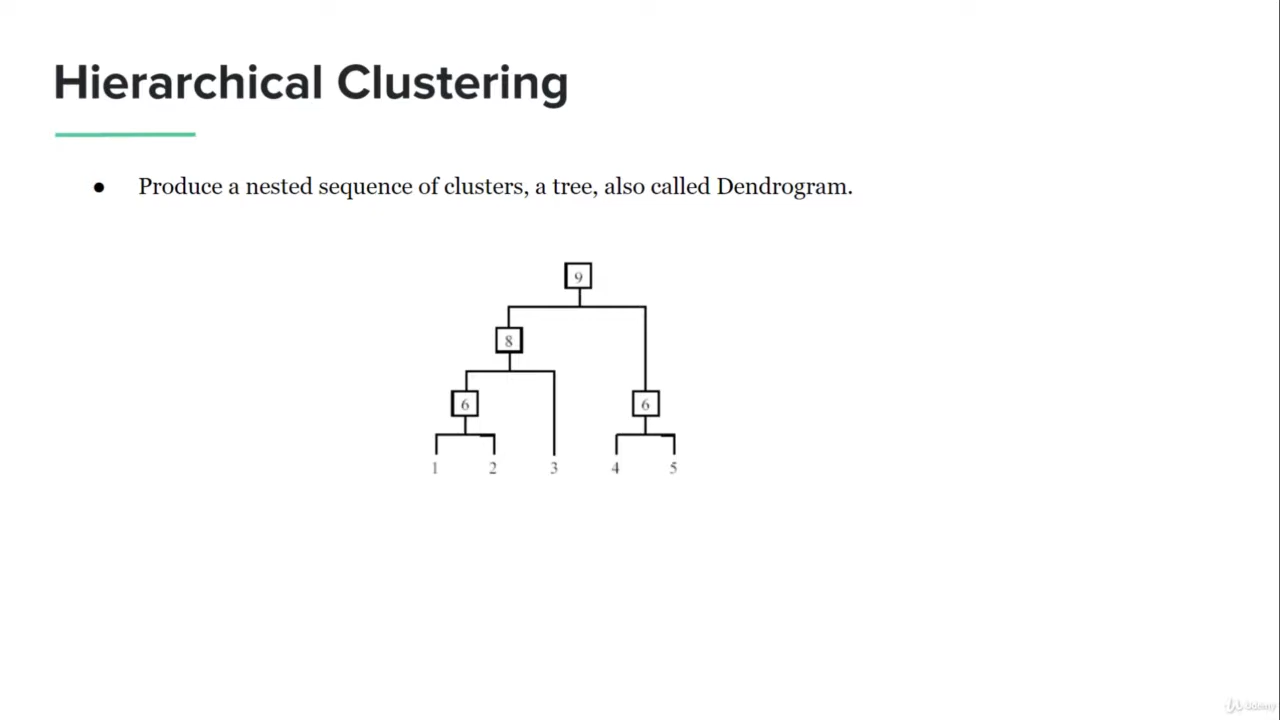 Hierarchical Clustering
● Produce a nested sequence of clusters, a tree, also called Dendrogram.
9
8
6 6
1 2 3 4 5
Udemy